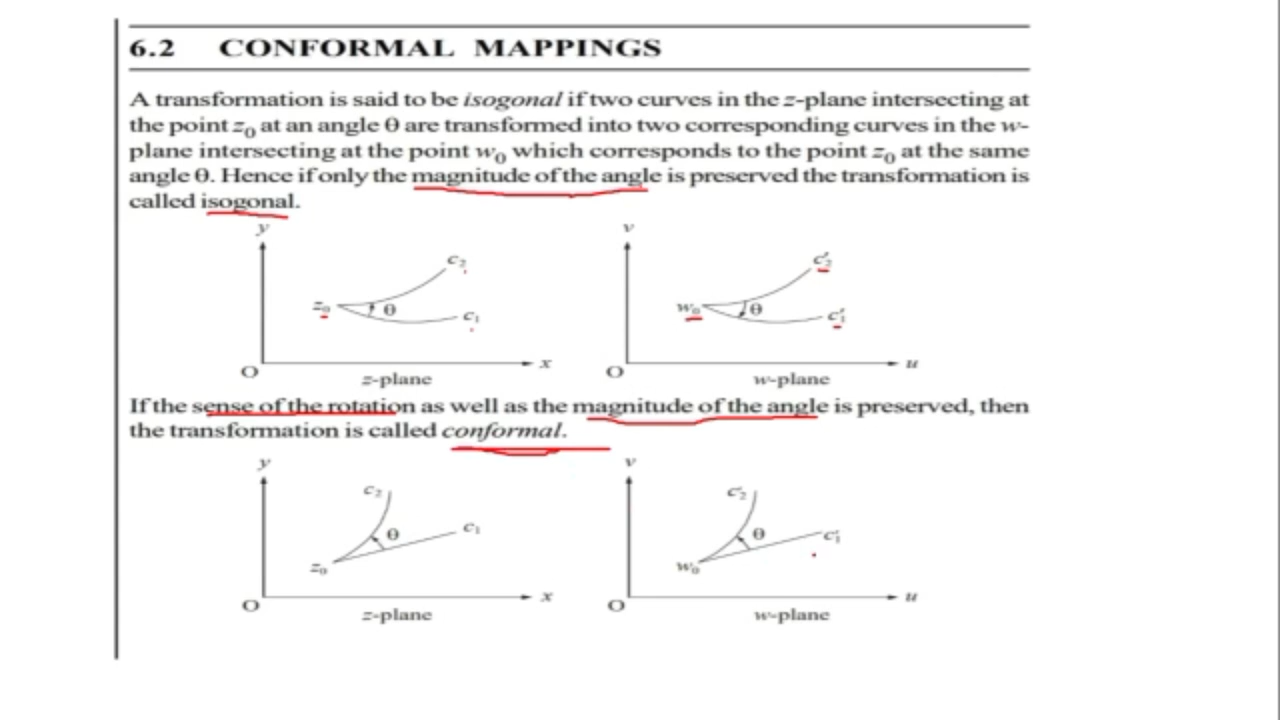 6.2 CONFORMAL MAPPINGS
A transformation is said to be isogonal if two curves in the z-plane intersecting at
the point z₀ at an angle θ are transformed into two corresponding curves in the w-
plane intersecting at the point w₀ which corresponds to the point z₀ at the same
angle θ. Hence if only the magnitude of the angle is preserved the transformation is
called isogonal.
y v
c₂ c₂′
z₀ θ c₁ w₀ θ c₁′
O x O u
z-plane w-plane
If the sense of the rotation as well as the magnitude of the angle is preserved, then
the transformation is called conformal.
y v
c₂ c₂′
θ c₁ θ c₁′
z₀ w₀
O x O u
z-plane w-plane